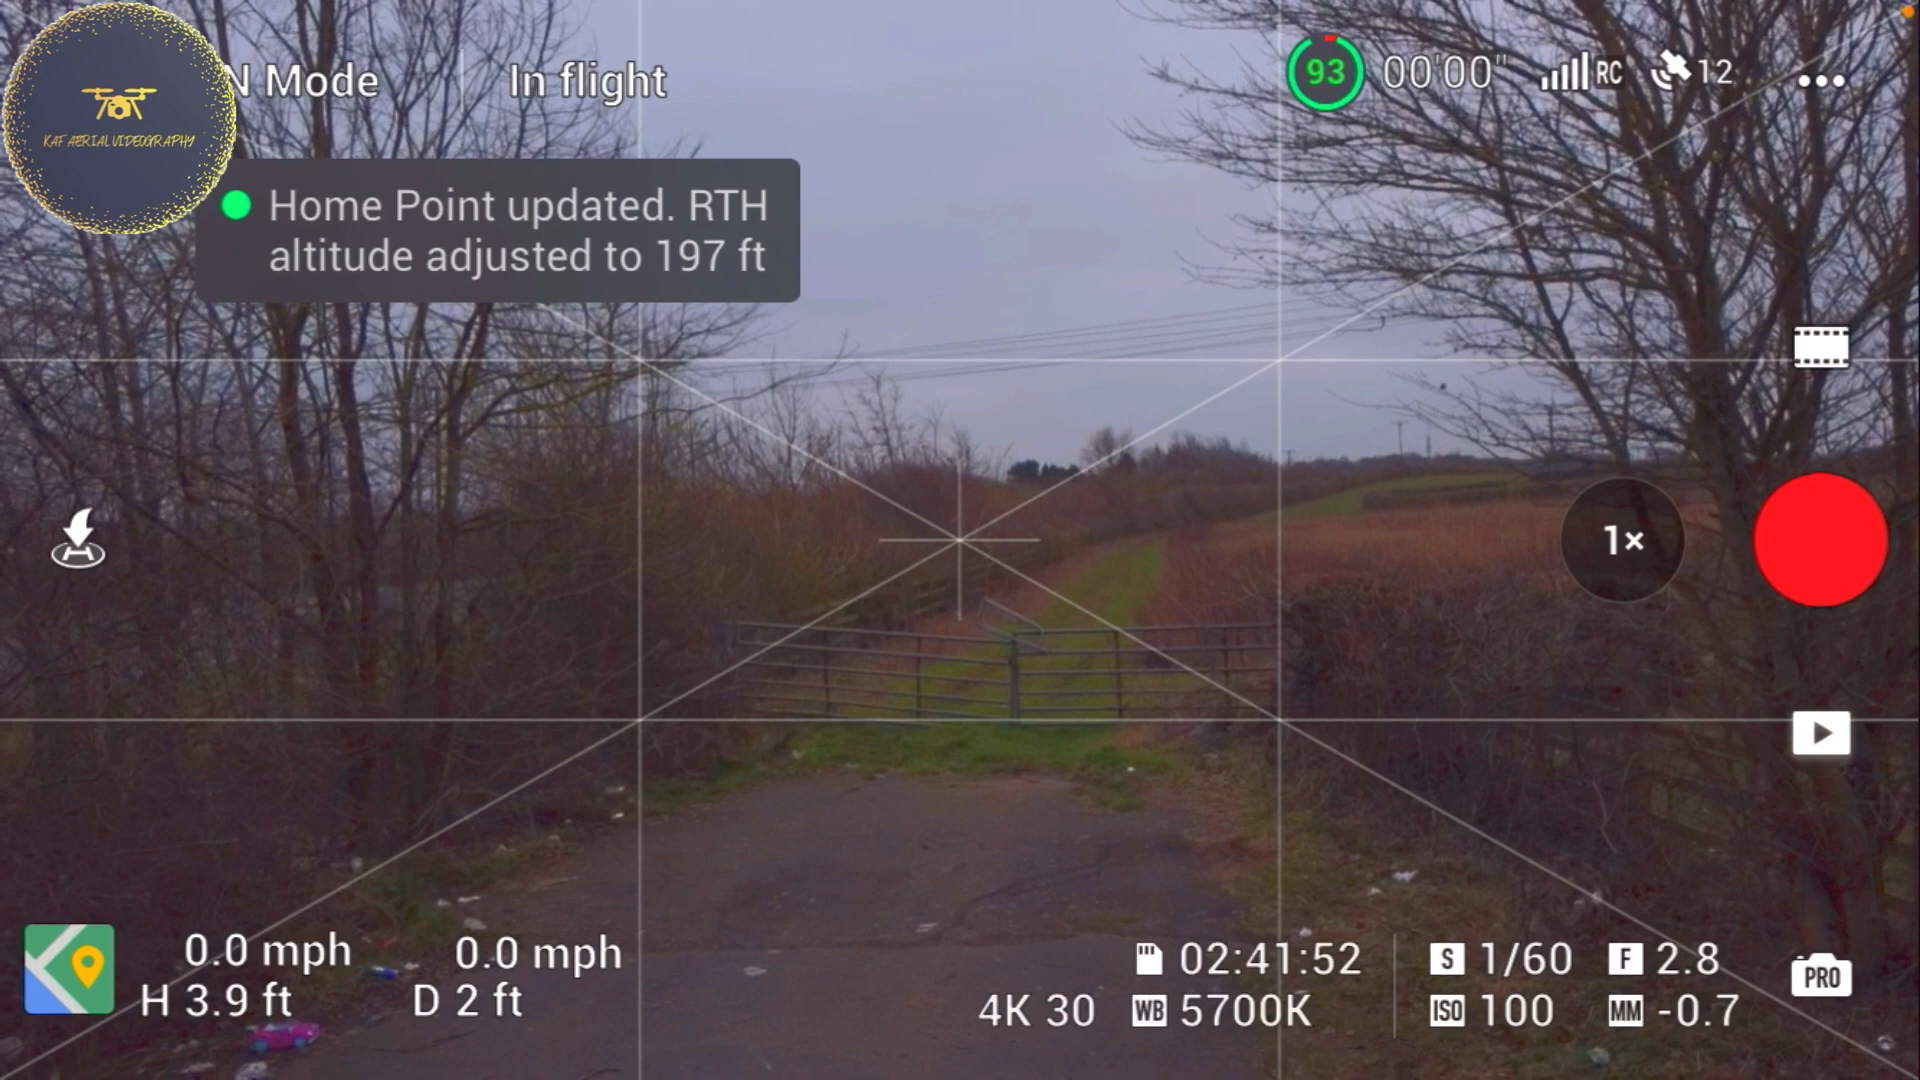 N Mode
In flight
93
00'00"
RC
12
KAF AERIAL VIDEOGRAPHY
Home Point updated. RTH
altitude adjusted to 197 ft
1×
0.0 mph
0.0 mph
H 3.9 ft
D 2 ft
02:41:52
S 1/60
F 2.8
4K 30
WB 5700K
ISO 100
MM -0.7
PRO